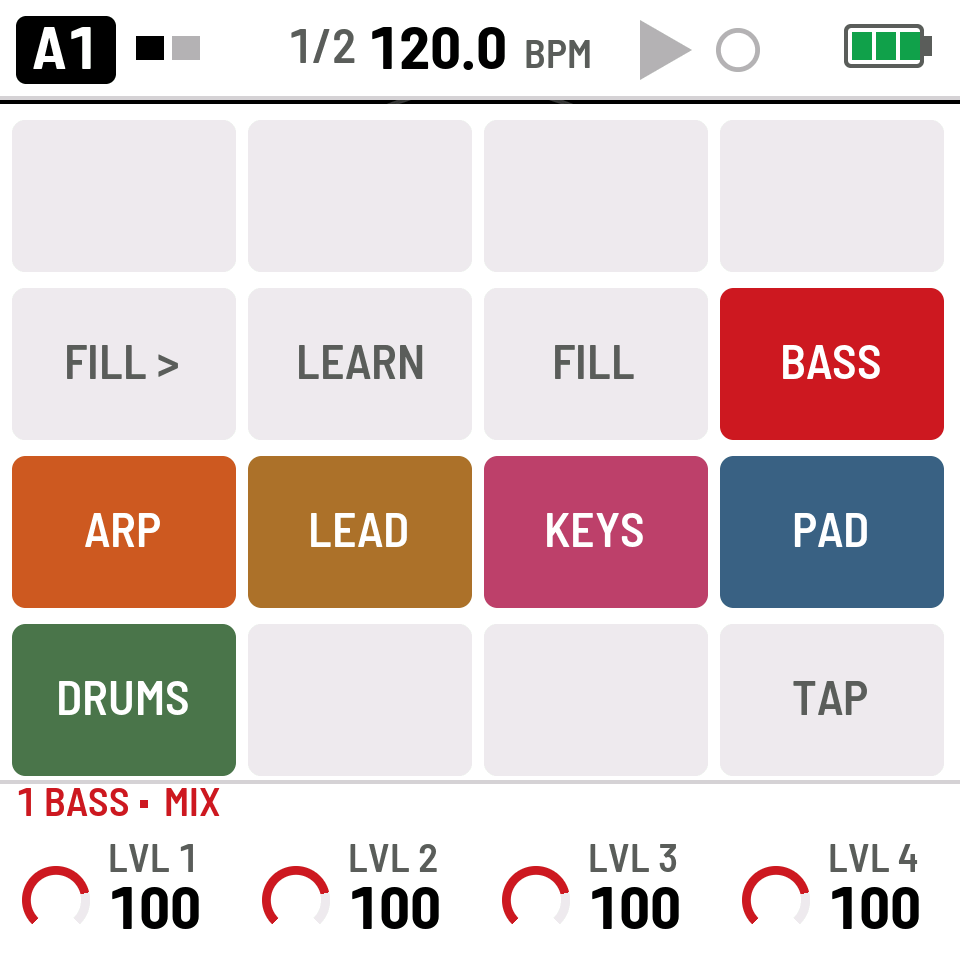 A1 1/2 120.0 BPM
FILL > LEARN FILL BASS
ARP LEAD KEYS PAD
DRUMS TAP
1 BASS · MIX
LVL 1 LVL 2 LVL 3 LVL 4
100 100 100 100